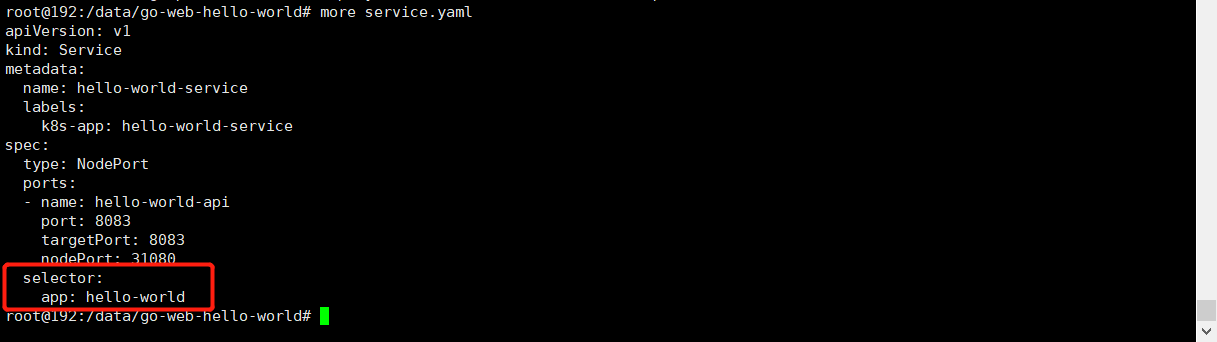 root@192:/data/go-web-hello-world# more service.yaml
apiVersion: v1
kind: Service
metadata:
  name: hello-world-service
  labels:
    k8s-app: hello-world-service
spec:
  type: NodePort
  ports:
  - name: hello-world-api
    port: 8083
    targetPort: 8083
    nodePort: 31080
  selector:
    app: hello-world
root@192:/data/go-web-hello-world#